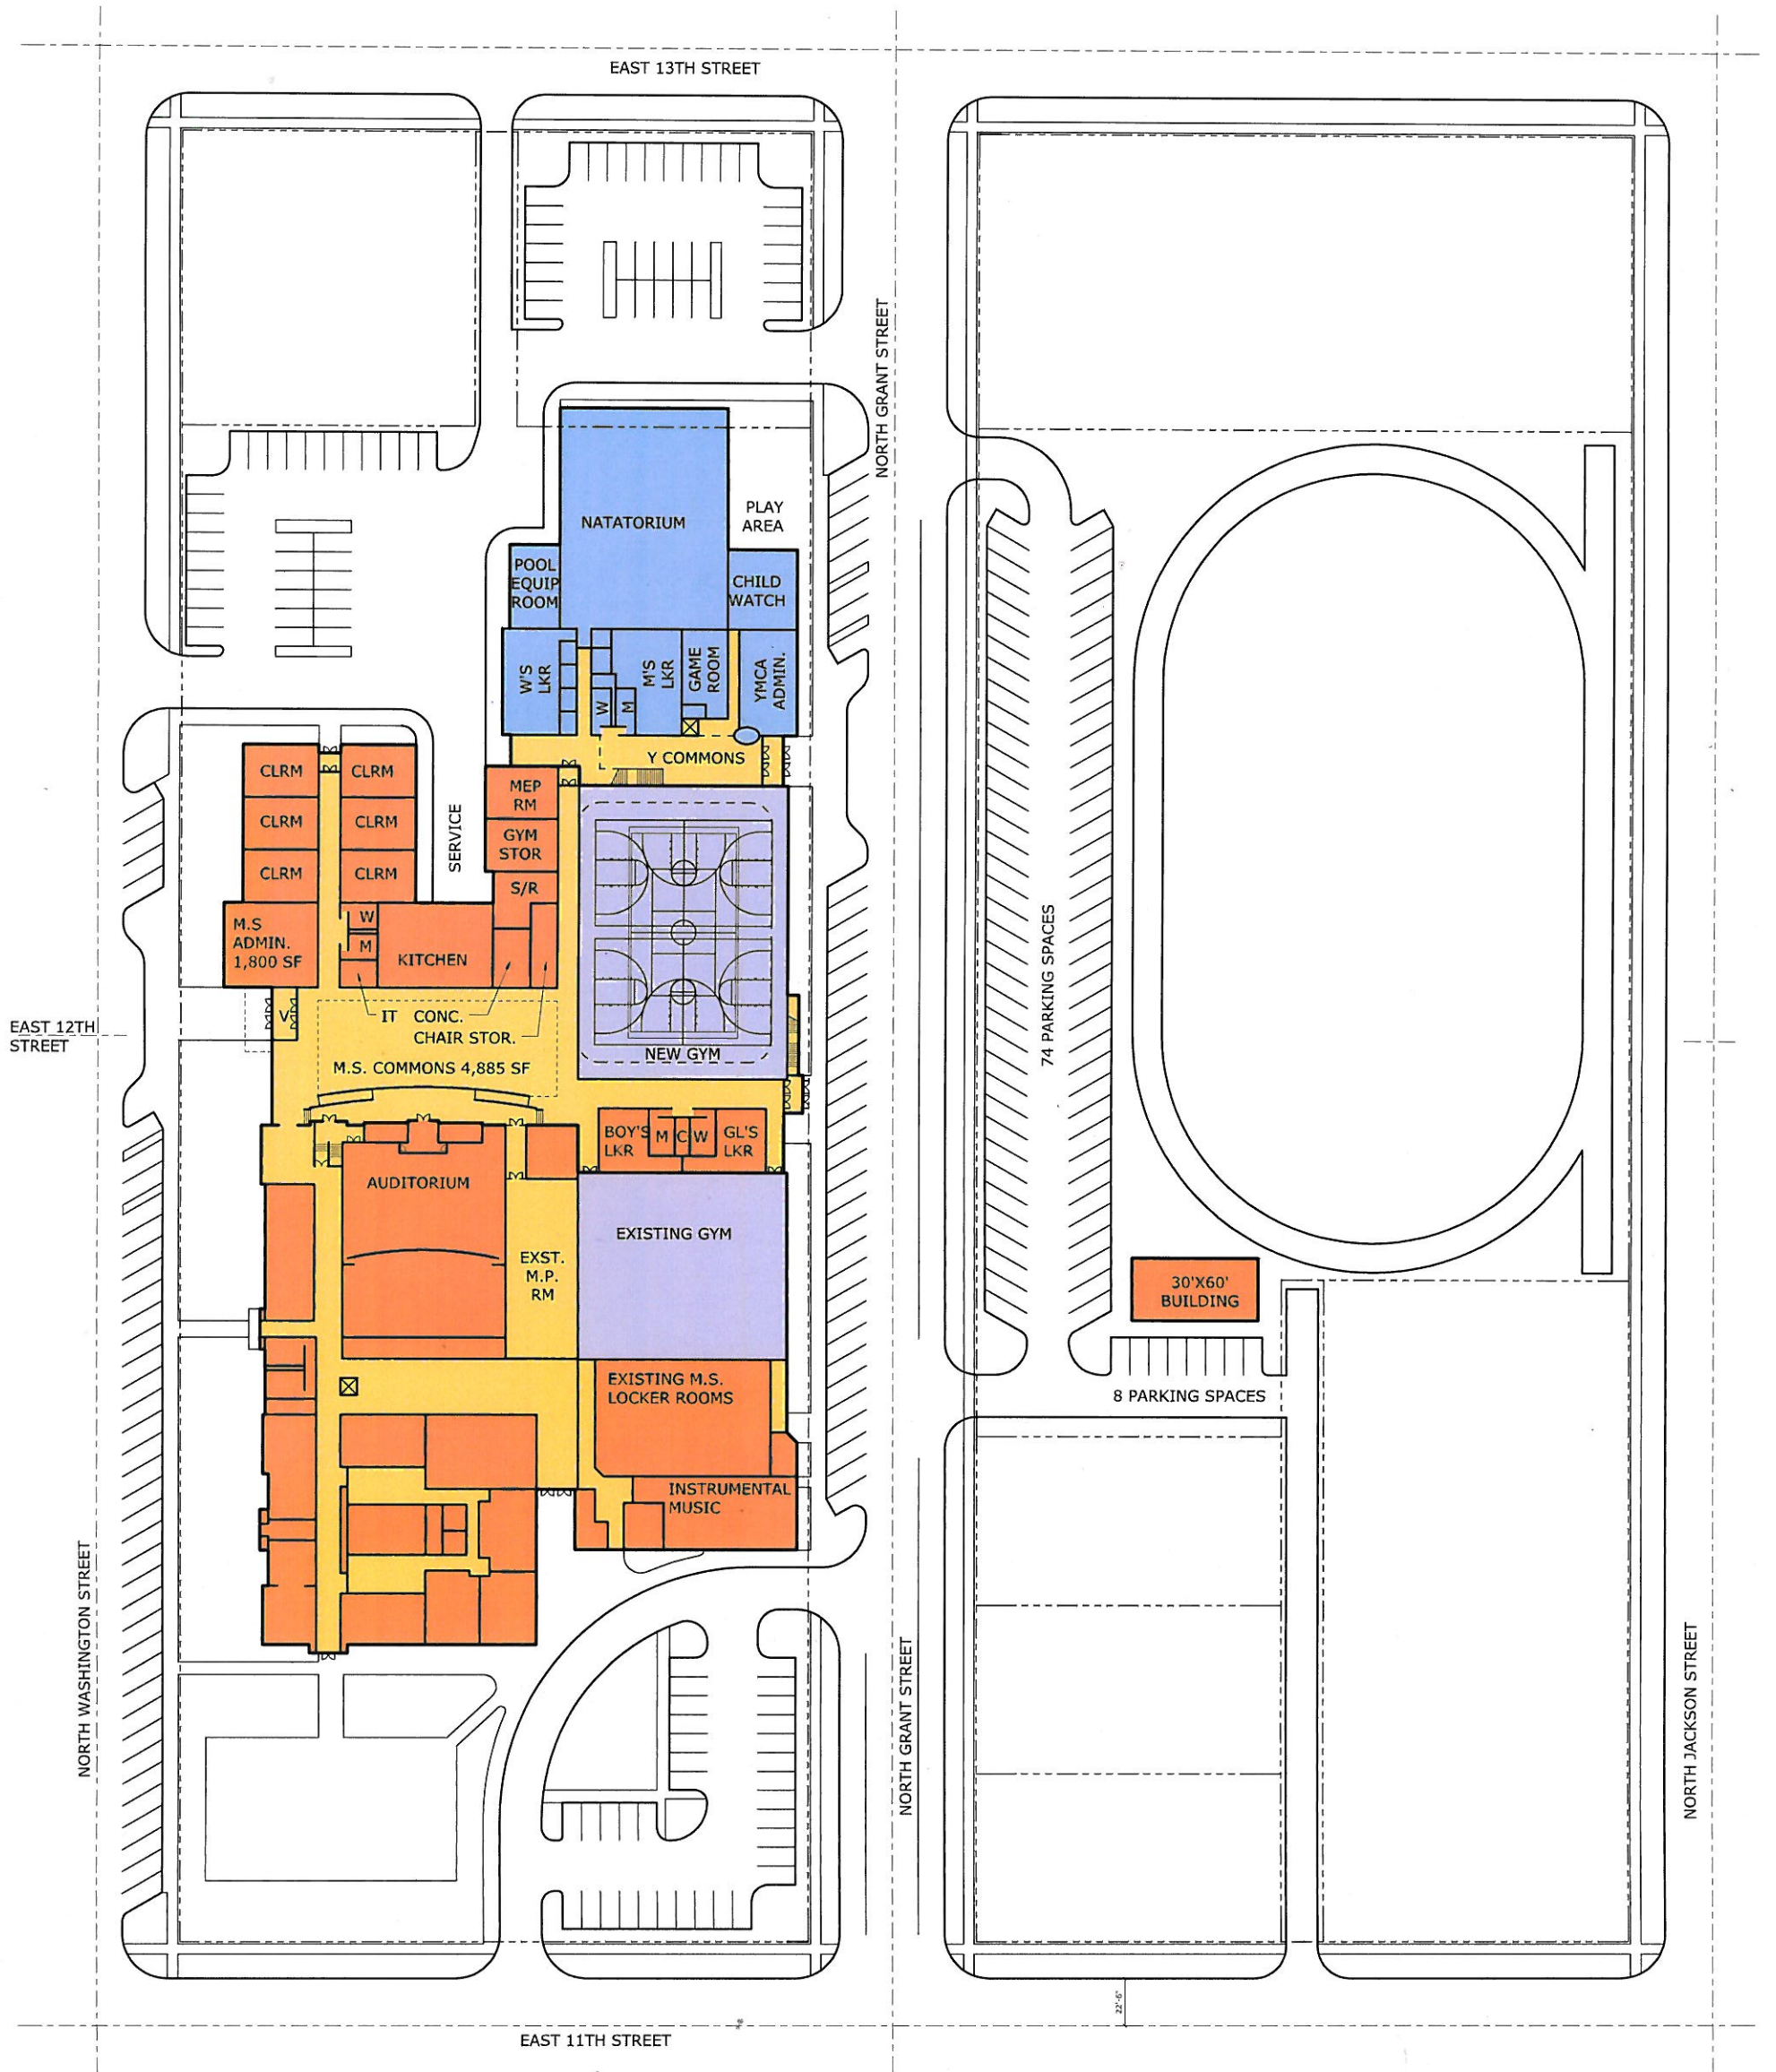 EAST 13TH STREET
NORTH GRANT STREET
NATATORIUM
PLAY
AREA
POOL
EQUIP
ROOM
CHILD
WATCH
W'S
LKR
W
M
M'S
LKR
GAME
ROOM
YMCA
ADMIN.
Y COMMONS
CLRM
CLRM
CLRM
CLRM
CLRM
CLRM
SERVICE
MEP
RM
GYM
STOR
S/R
M.S
ADMIN.
1,800 SF
W
M
KITCHEN
V
IT
CONC.
CHAIR STOR.
M.S. COMMONS 4,885 SF
NEW GYM
EAST 12TH
STREET
74 PARKING SPACES
BOY'S
LKR
M
C
W
GL'S
LKR
AUDITORIUM
EXISTING GYM
EXST.
M.P.
RM
30'X60'
BUILDING
EXISTING M.S.
LOCKER ROOMS
8 PARKING SPACES
INSTRUMENTAL
MUSIC
NORTH WASHINGTON STREET
NORTH GRANT STREET
NORTH JACKSON STREET
22'-6"
EAST 11TH STREET